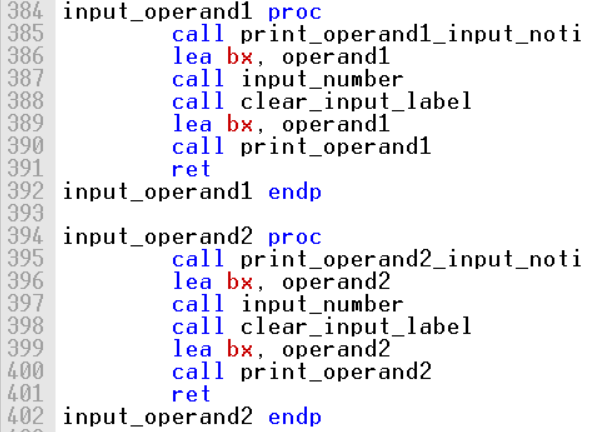 384 input_operand1 proc
385 call print_operand1_input_noti
386 lea bx, operand1
387 call input_number
388 call clear_input_label
389 lea bx, operand1
390 call print_operand1
391 ret
392 input_operand1 endp
393
394 input_operand2 proc
395 call print_operand2_input_noti
396 lea bx, operand2
397 call input_number
398 call clear_input_label
399 lea bx, operand2
400 call print_operand2
401 ret
402 input_operand2 endp